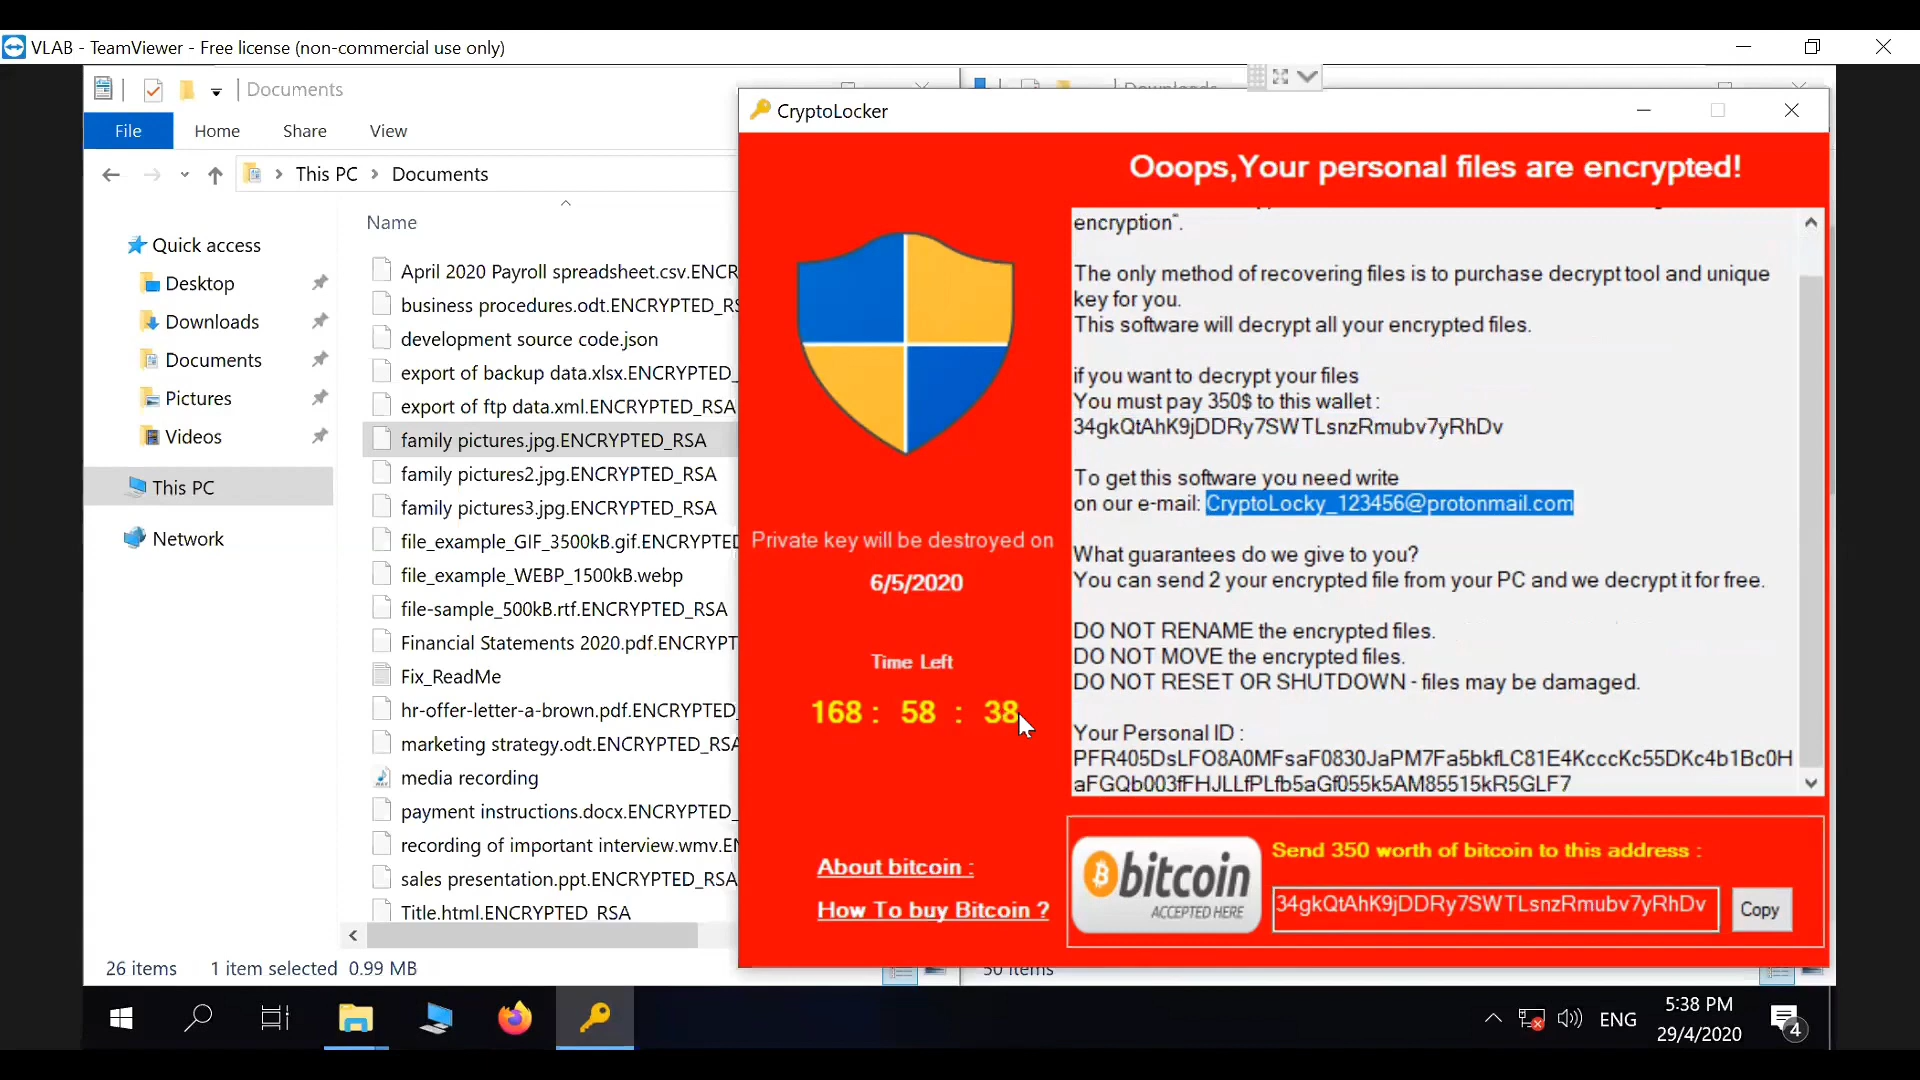 VLAB - TeamViewer - Free license (non-commercial use only)
Documents
File
Home
Share
View
This PC
Documents
Quick access
Desktop
Downloads
Documents
Pictures
Videos
This PC
Network
Name
April 2020 Payroll spreadsheet.csv.ENCR
business procedures.odt.ENCRYPTED_RS
development source code.json
export of backup data.xlsx.ENCRYPTED_
export of ftp data.xml.ENCRYPTED_RSA
family pictures.jpg.ENCRYPTED_RSA
family pictures2.jpg.ENCRYPTED_RSA
family pictures3.jpg.ENCRYPTED_RSA
file_example_GIF_3500kB.gif.ENCRYPTED
file_example_WEBP_1500kB.webp
file-sample_500kB.rtf.ENCRYPTED_RSA
Financial Statements 2020.pdf.ENCRYPT
Fix_ReadMe
hr-offer-letter-a-brown.pdf.ENCRYPTED_
marketing strategy.odt.ENCRYPTED_RSA
media recording
payment instructions.docx.ENCRYPTED_
recording of important interview.wmv.EN
sales presentation.ppt.ENCRYPTED_RSA
Title.html.ENCRYPTED_RSA
26 items
1 item selected 0.99 MB
50 items
CryptoLocker
Ooops,Your personal files are encrypted!
encryption".
The only method of recovering files is to purchase decrypt tool and unique
key for you.
This software will decrypt all your encrypted files.
if you want to decrypt your files
You must pay 350$ to this wallet :
34gkQtAhK9jDDRy7SWTLsnzRmubv7yRhDv
To get this software you need write
on our e-mail: CryptoLocky_123456@protonmail.com
What guarantees do we give to you?
You can send 2 your encrypted file from your PC and we decrypt it for free.
DO NOT RENAME the encrypted files.
DO NOT MOVE the encrypted files.
DO NOT RESET OR SHUTDOWN - files may be damaged.
Your Personal ID :
PFR405DsLFO8A0MFsaF0830JaPM7Fa5bkfLC81E4KcccKc55DKc4b1Bc0H
aFGQb003fFHJLLfPLfb5aGf055k5AM85515kR5GLF7
Private key will be destroyed on
6/5/2020
Time Left
168 : 58 : 38
About bitcoin :
How To buy Bitcoin ?
bitcoin
ACCEPTED HERE
Send 350 worth of bitcoin to this address :
34gkQtAhK9jDDRy7SWTLsnzRmubv7yRhDv
Copy
ENG
5:38 PM
29/4/2020
4